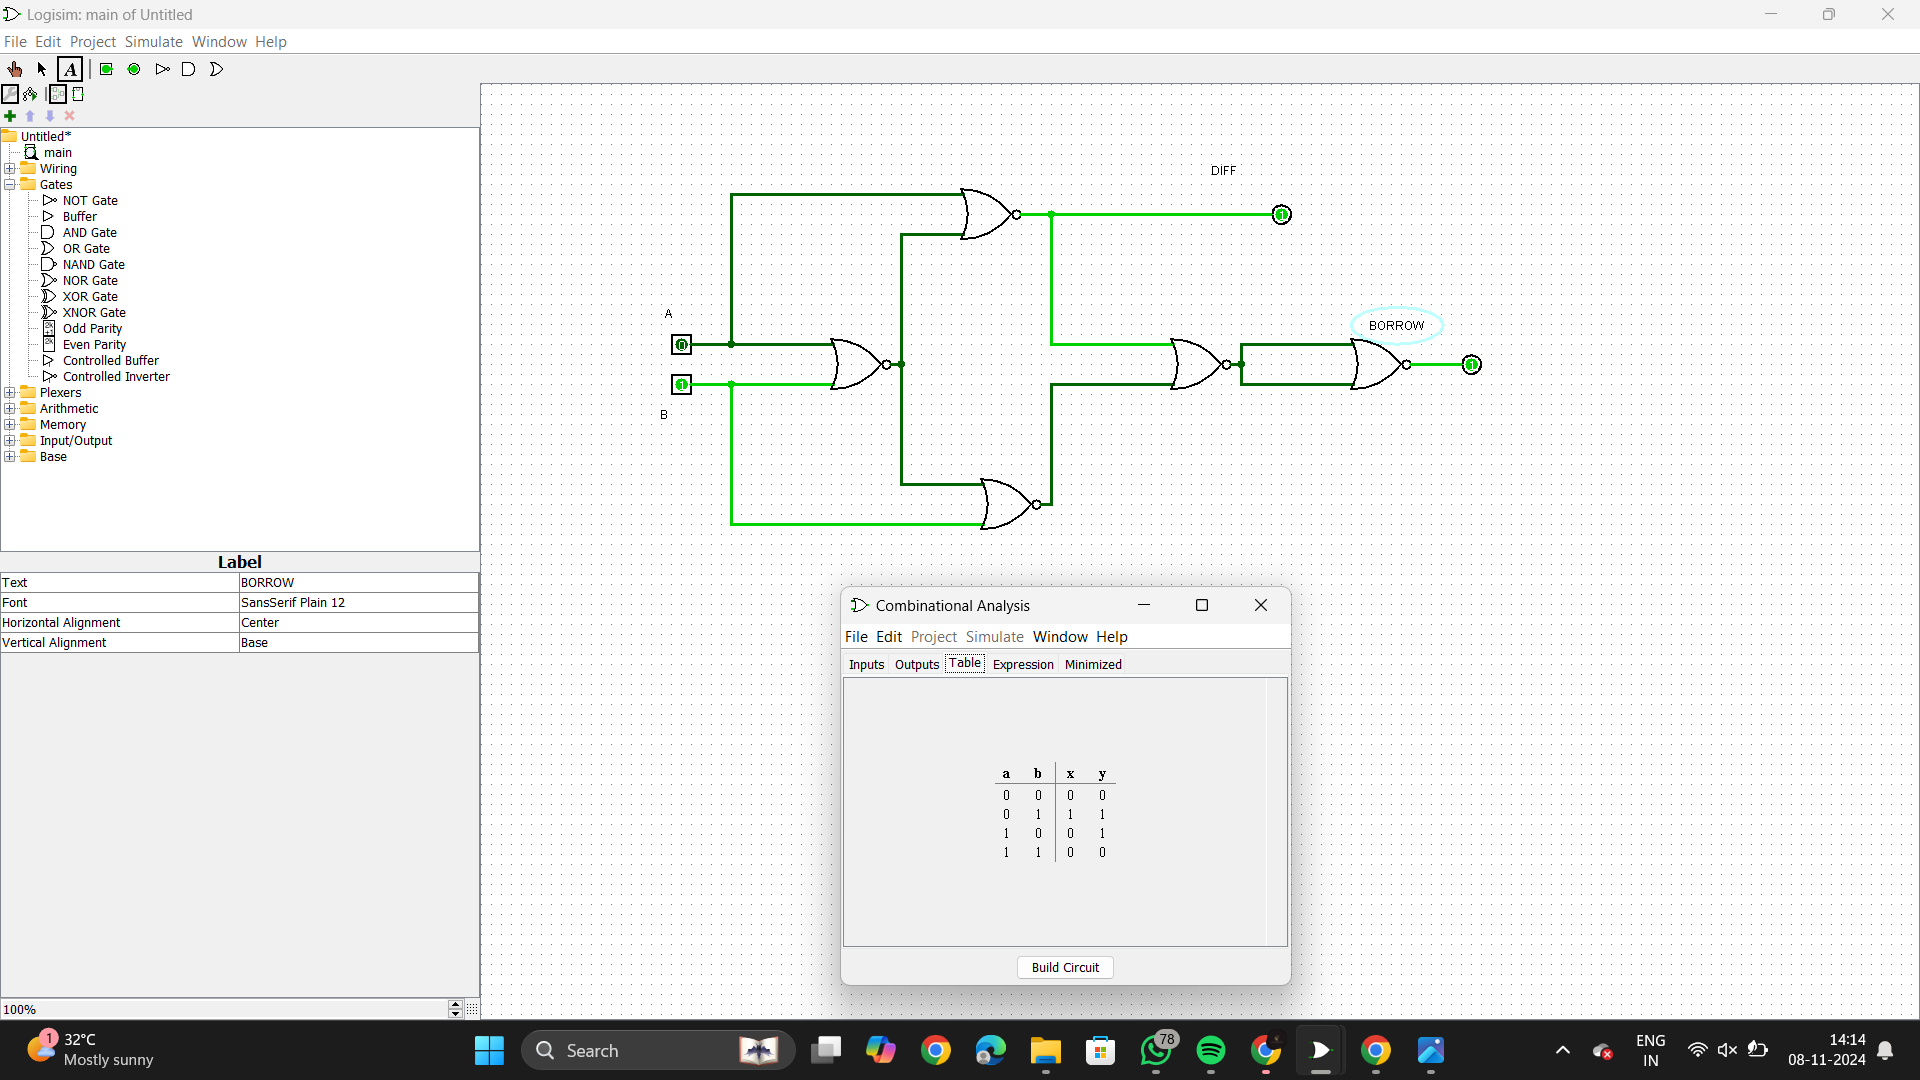 Logisim: main of Untitled
File Edit Project Simulate Window Help
A
Untitled*
main
Wiring
Gates
NOT Gate
Buffer
AND Gate
OR Gate
NAND Gate
NOR Gate
XOR Gate
XNOR Gate
Odd Parity
Even Parity
Controlled Buffer
Controlled Inverter
Plexers
Arithmetic
Memory
Input/Output
Base
Label
Text BORROW
Font SansSerif Plain 12
Horizontal Alignment Center
Vertical Alignment Base
100%
DIFF
1
A
0
BORROW
1
1
B
Combinational Analysis
File Edit Project Simulate Window Help
Inputs Outputs Table Expression Minimized
a b x y
0 0 0 0
0 1 1 1
1 0 0 1
1 1 0 0
Build Circuit
1
32°C
Mostly sunny
Search
78
ENG
IN
14:14
08-11-2024